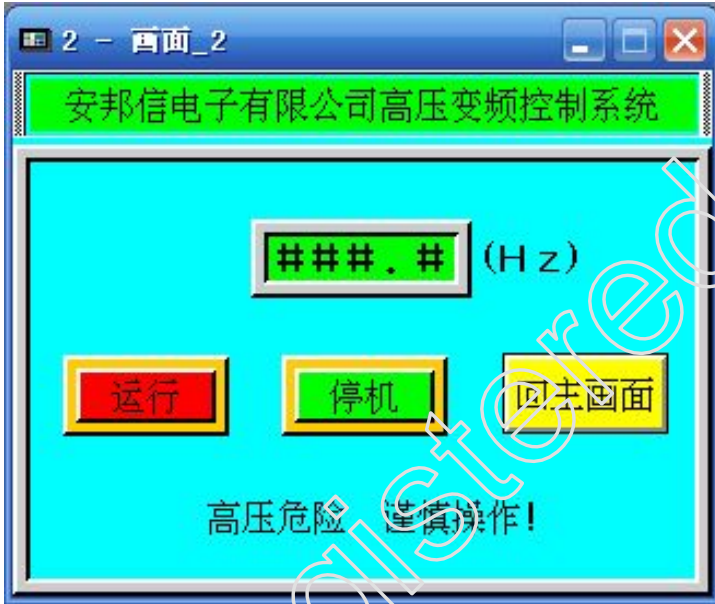 2 - 画面_2
安邦信电子有限公司高压变频控制系统
###.# (Hz)
运行 停机 回主画面
高压危险 谨慎操作!